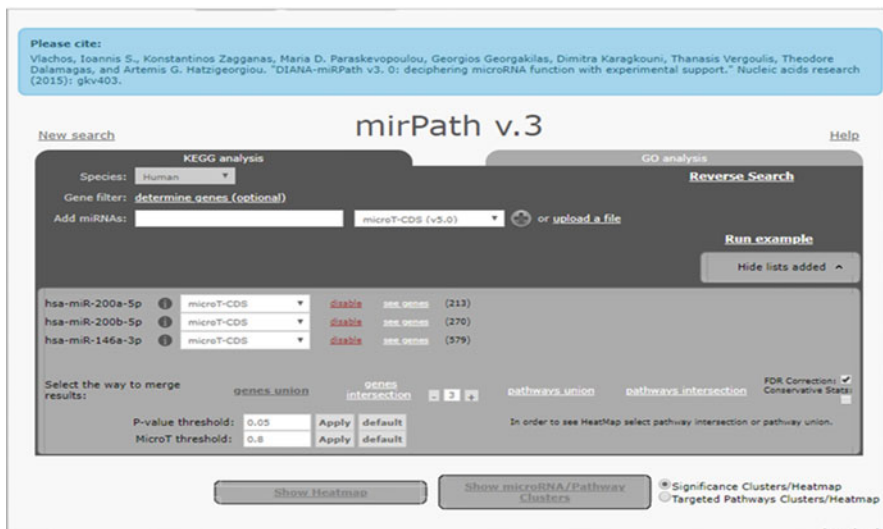 Please cite:
Vlachos, Ioannis S., Konstantinos Zagganas, Maria D. Paraskevopoulou, Georgios Georgakilas, Dimitra Karagkouni, Thanasis Vergoulis, Theodore
Dalamagas, and Artemis G. Hatzigeorgiou. "DIANA-miRPath v3. 0: deciphering microRNA function with experimental support." Nucleic acids research
(2015): gkv403.
New search mirPath v.3 Help
KEGG analysis GO analysis
Species: Human Reverse Search
Gene filter: determine genes (optional)
Add miRNAs: microT-CDS (v5.0) or upload a file
Run example
Hide lists added
hsa-miR-200a-5p microT-CDS disable see genes (213)
hsa-miR-200b-5p microT-CDS disable see genes (270)
hsa-miR-146a-3p microT-CDS disable see genes (579)
Select the way to merge
results: genes union genes
intersection - 3 + pathways union pathways intersection FDR Correction:
Conservative Stats:
P-value threshold: 0.05 Apply default In order to see HeatMap select pathway intersection or pathway union.
MicroT threshold: 0.8 Apply default
Show Heatmap Show microRNA/Pathway
Clusters Significance Clusters/Heatmap
Targeted Pathways Clusters/Heatmap